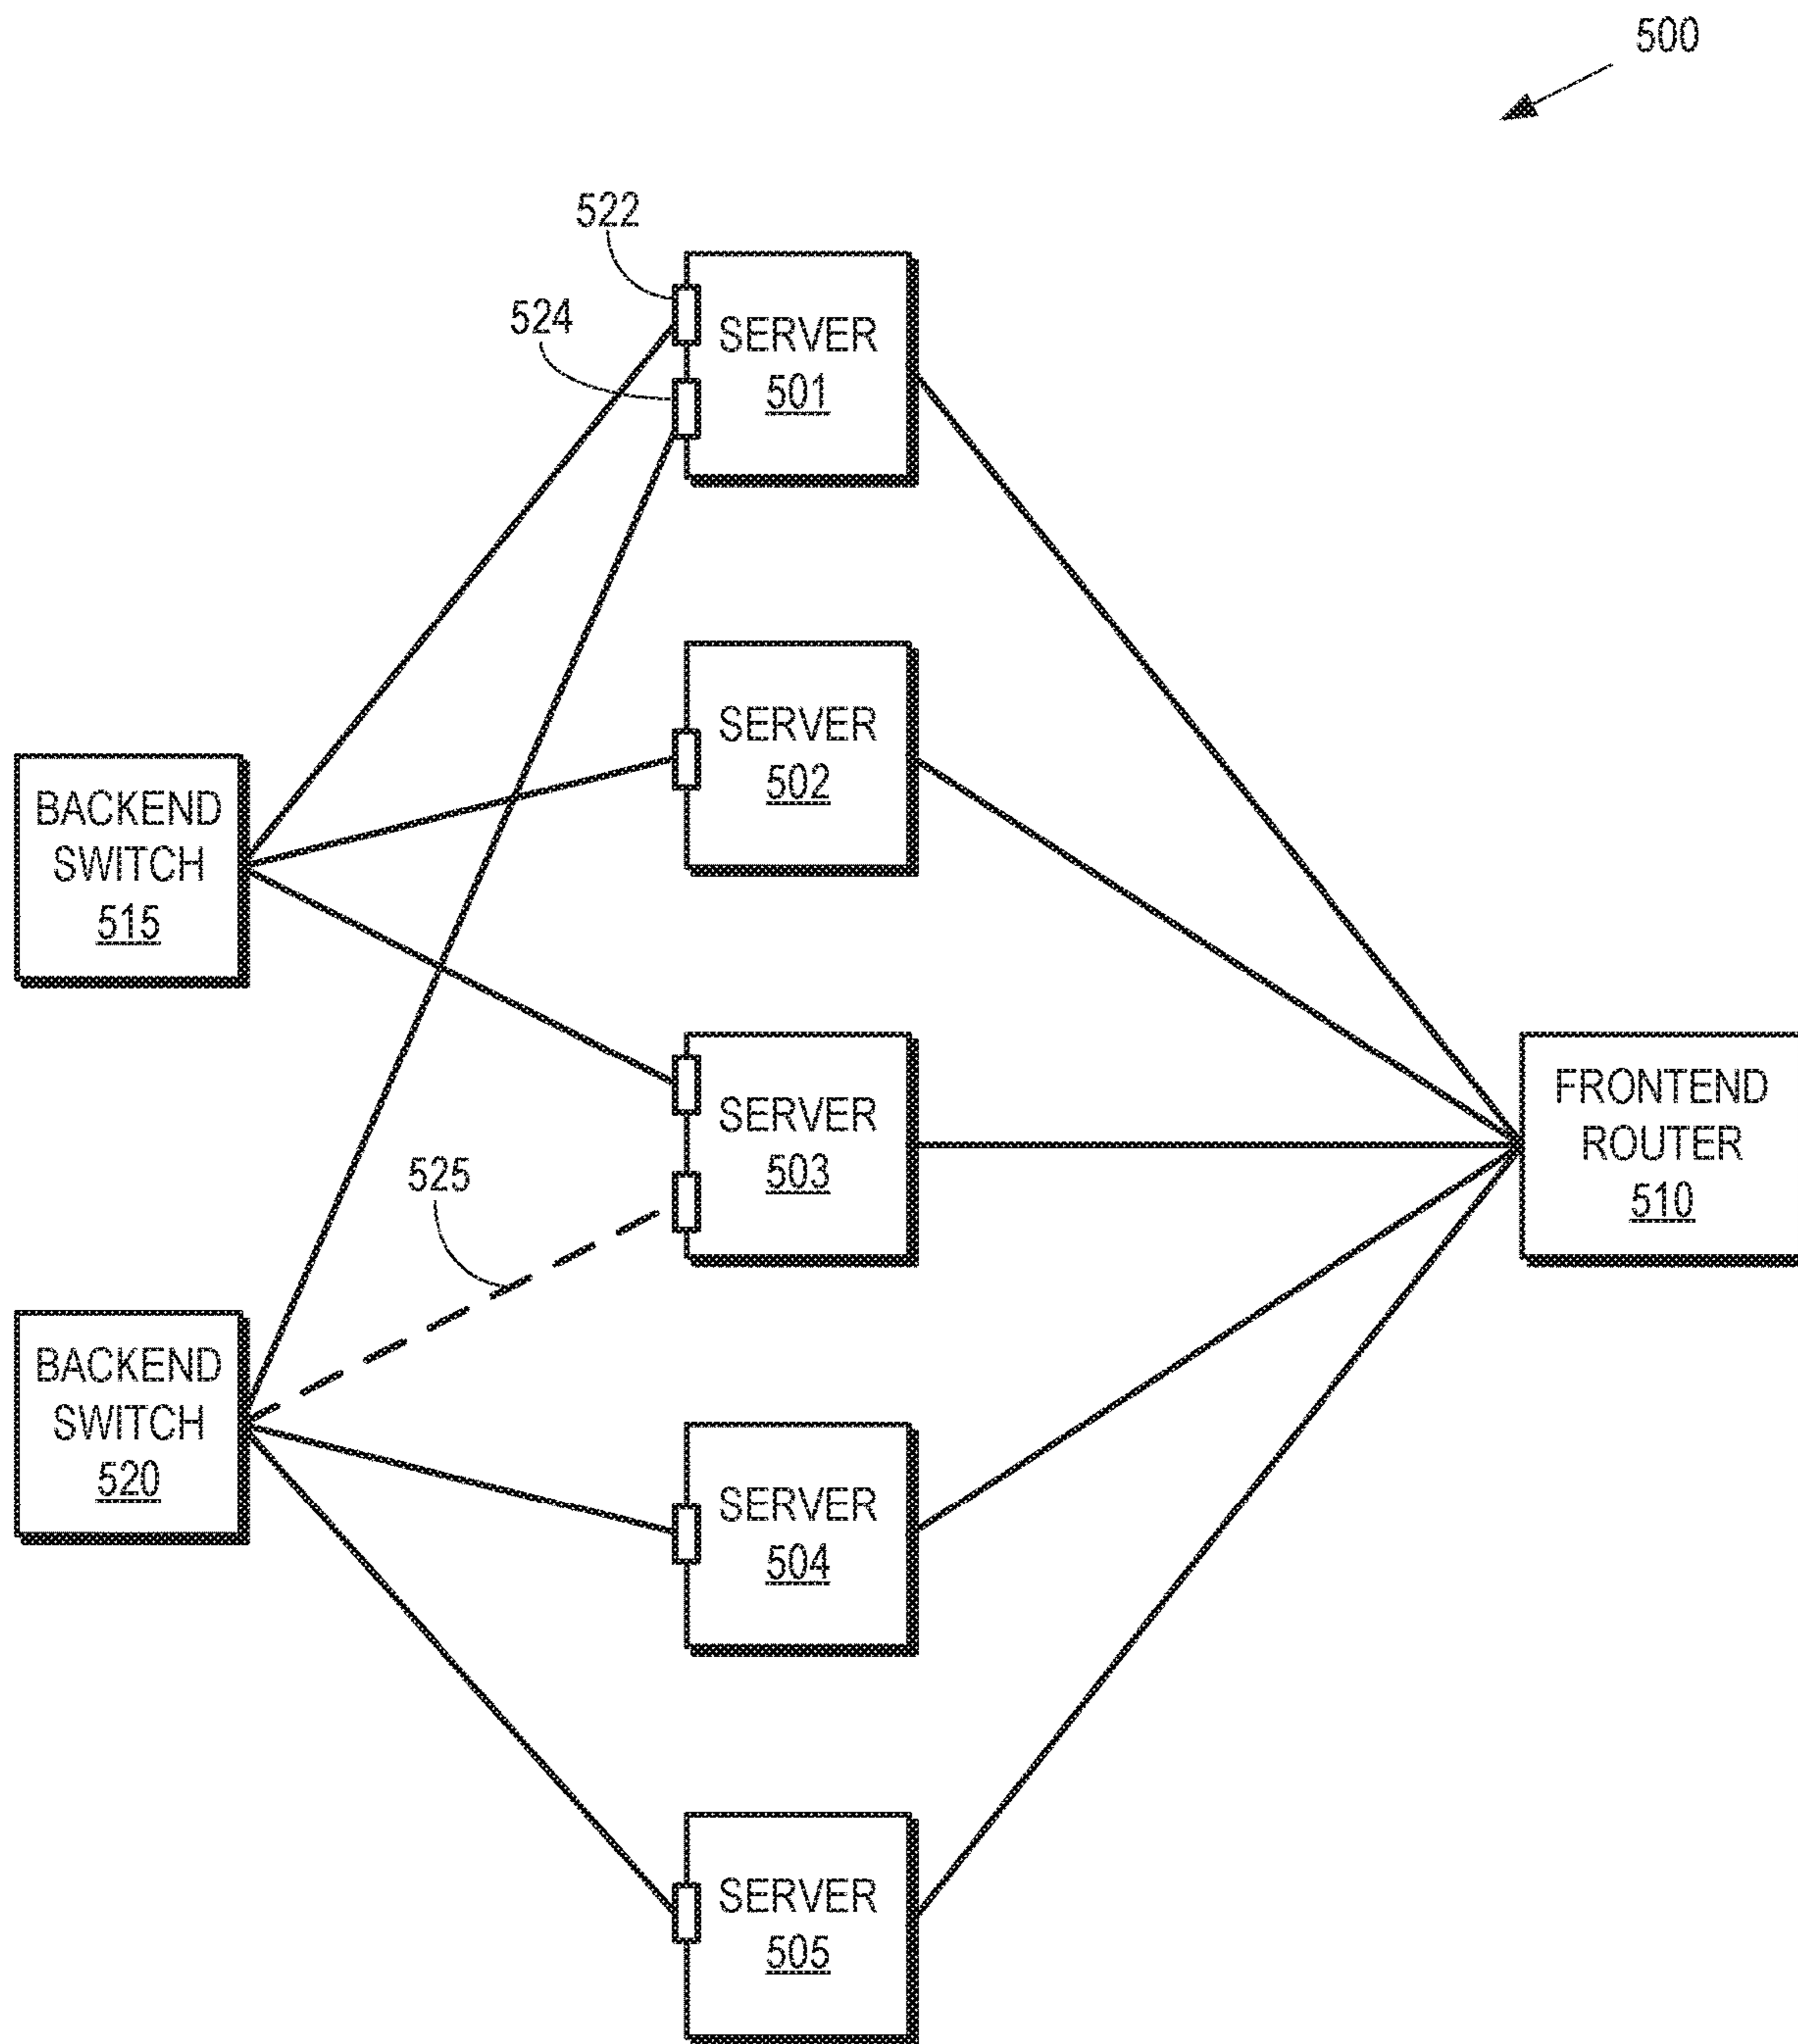 500
522
524
SERVER
501
SERVER
502
BACKEND
SWITCH
515
SERVER
503
FRONTEND
ROUTER
510
525
BACKEND
SWITCH
520
SERVER
504
SERVER
505